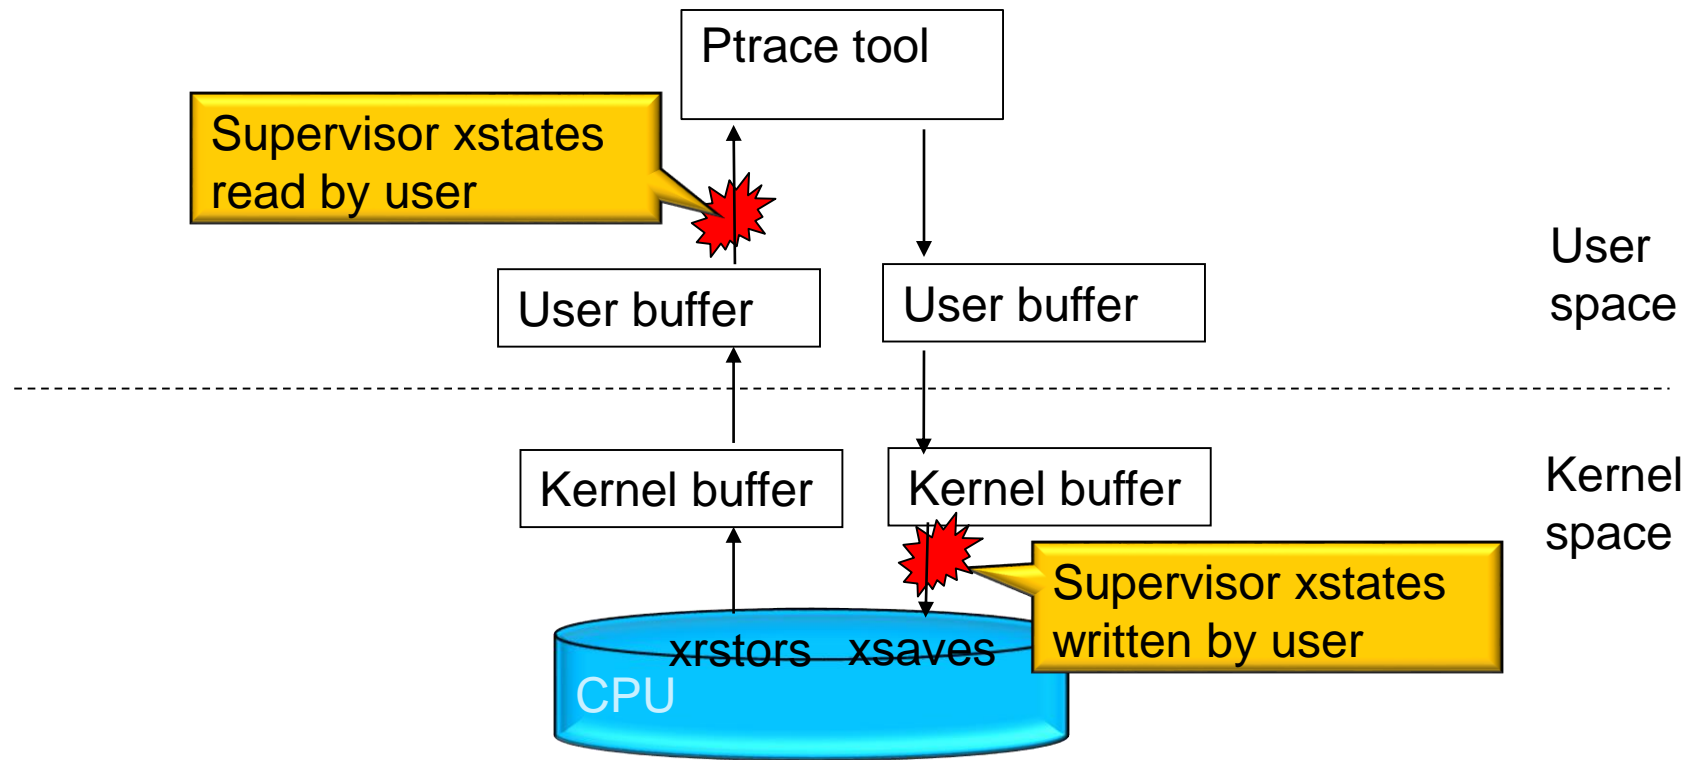 Ptrace tool
Supervisor xstates
read by user
User
space
User buffer
User buffer
Kernel
space
Kernel buffer
Kernel buffer
Supervisor xstates
written by user
xrstors
xsaves
CPU